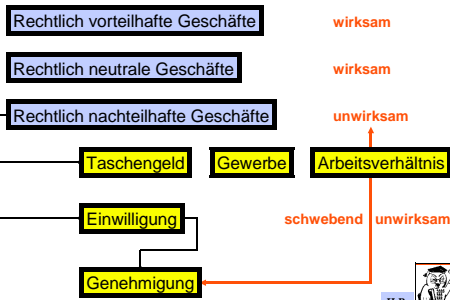 Rechtlich vorteilhafte Geschäfte wirksam
Rechtlich neutrale Geschäfte wirksam
Rechtlich nachteilhafte Geschäfte unwirksam
Taschengeld Gewerbe Arbeitsverhältnis
Einwilligung schwebend unwirksam
Genehmigung